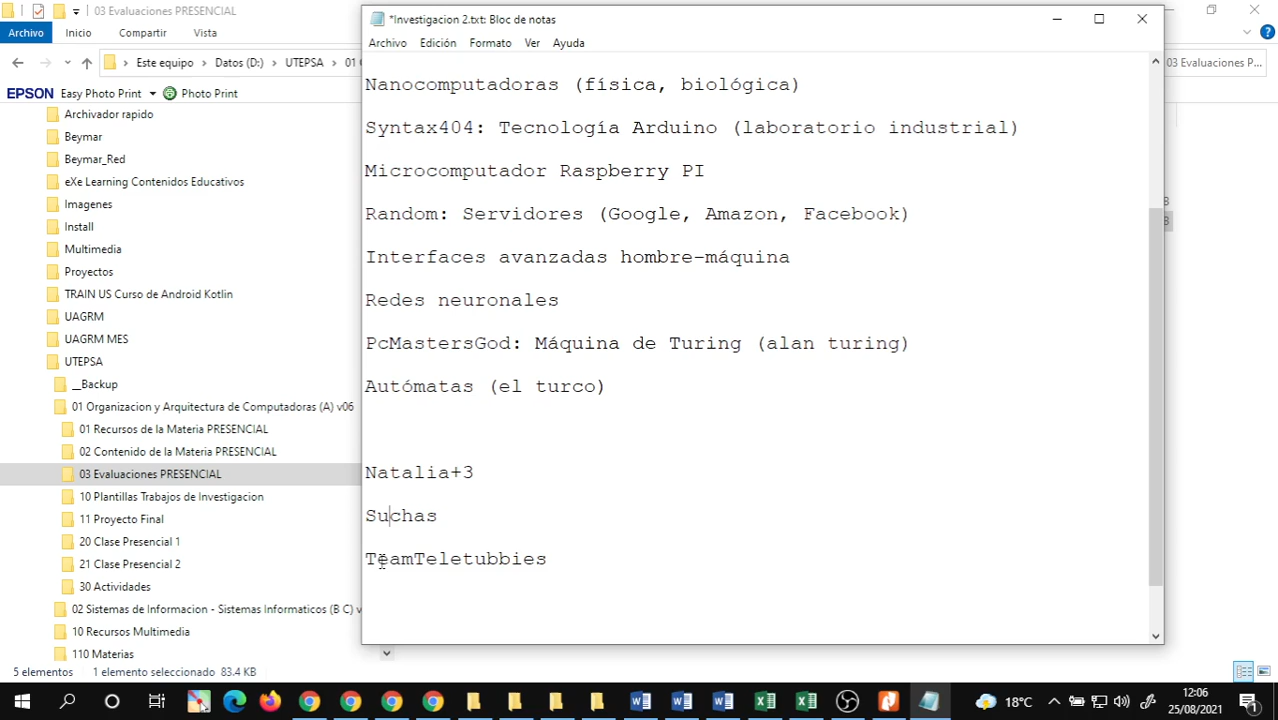 03 Evaluaciones PRESENCIAL
Archivo Inicio Compartir Vista
Este equipo Datos (D:) UTEPSA 01 03 Evaluaciones P...
EPSON Easy Photo Print Photo Print
Archivador rapido
Beymar
Beymar_Red
eXe Learning Contenidos Educativos
Imagenes
Install
Multimedia
Proyectos
TRAIN US Curso de Android Kotlin
UAGRM
UAGRM MES
UTEPSA
__Backup
01 Organizacion y Arquitectura de Computadoras (A) v06
01 Recursos de la Materia PRESENCIAL
02 Contenido de la Materia PRESENCIAL
03 Evaluaciones PRESENCIAL
10 Plantillas Trabajos de Investigacion
11 Proyecto Final
20 Clase Presencial 1
21 Clase Presencial 2
30 Actividades
02 Sistemas de Informacion - Sistemas Informaticos (B C) v
10 Recursos Multimedia
110 Materias
5 elementos 1 elemento seleccionado 83.4 KB
*Investigacion 2.txt: Bloc de notas
Archivo Edición Formato Ver Ayuda
Nanocomputadoras (física, biológica)
Syntax404: Tecnología Arduino (laboratorio industrial)
Microcomputador Raspberry PI
Random: Servidores (Google, Amazon, Facebook)
Interfaces avanzadas hombre-máquina
Redes neuronales
PcMastersGod: Máquina de Turing (alan turing)
Autómatas (el turco)
Natalia+3
Suchas
TeamTeletubbies
18°C
12:06
25/08/2021